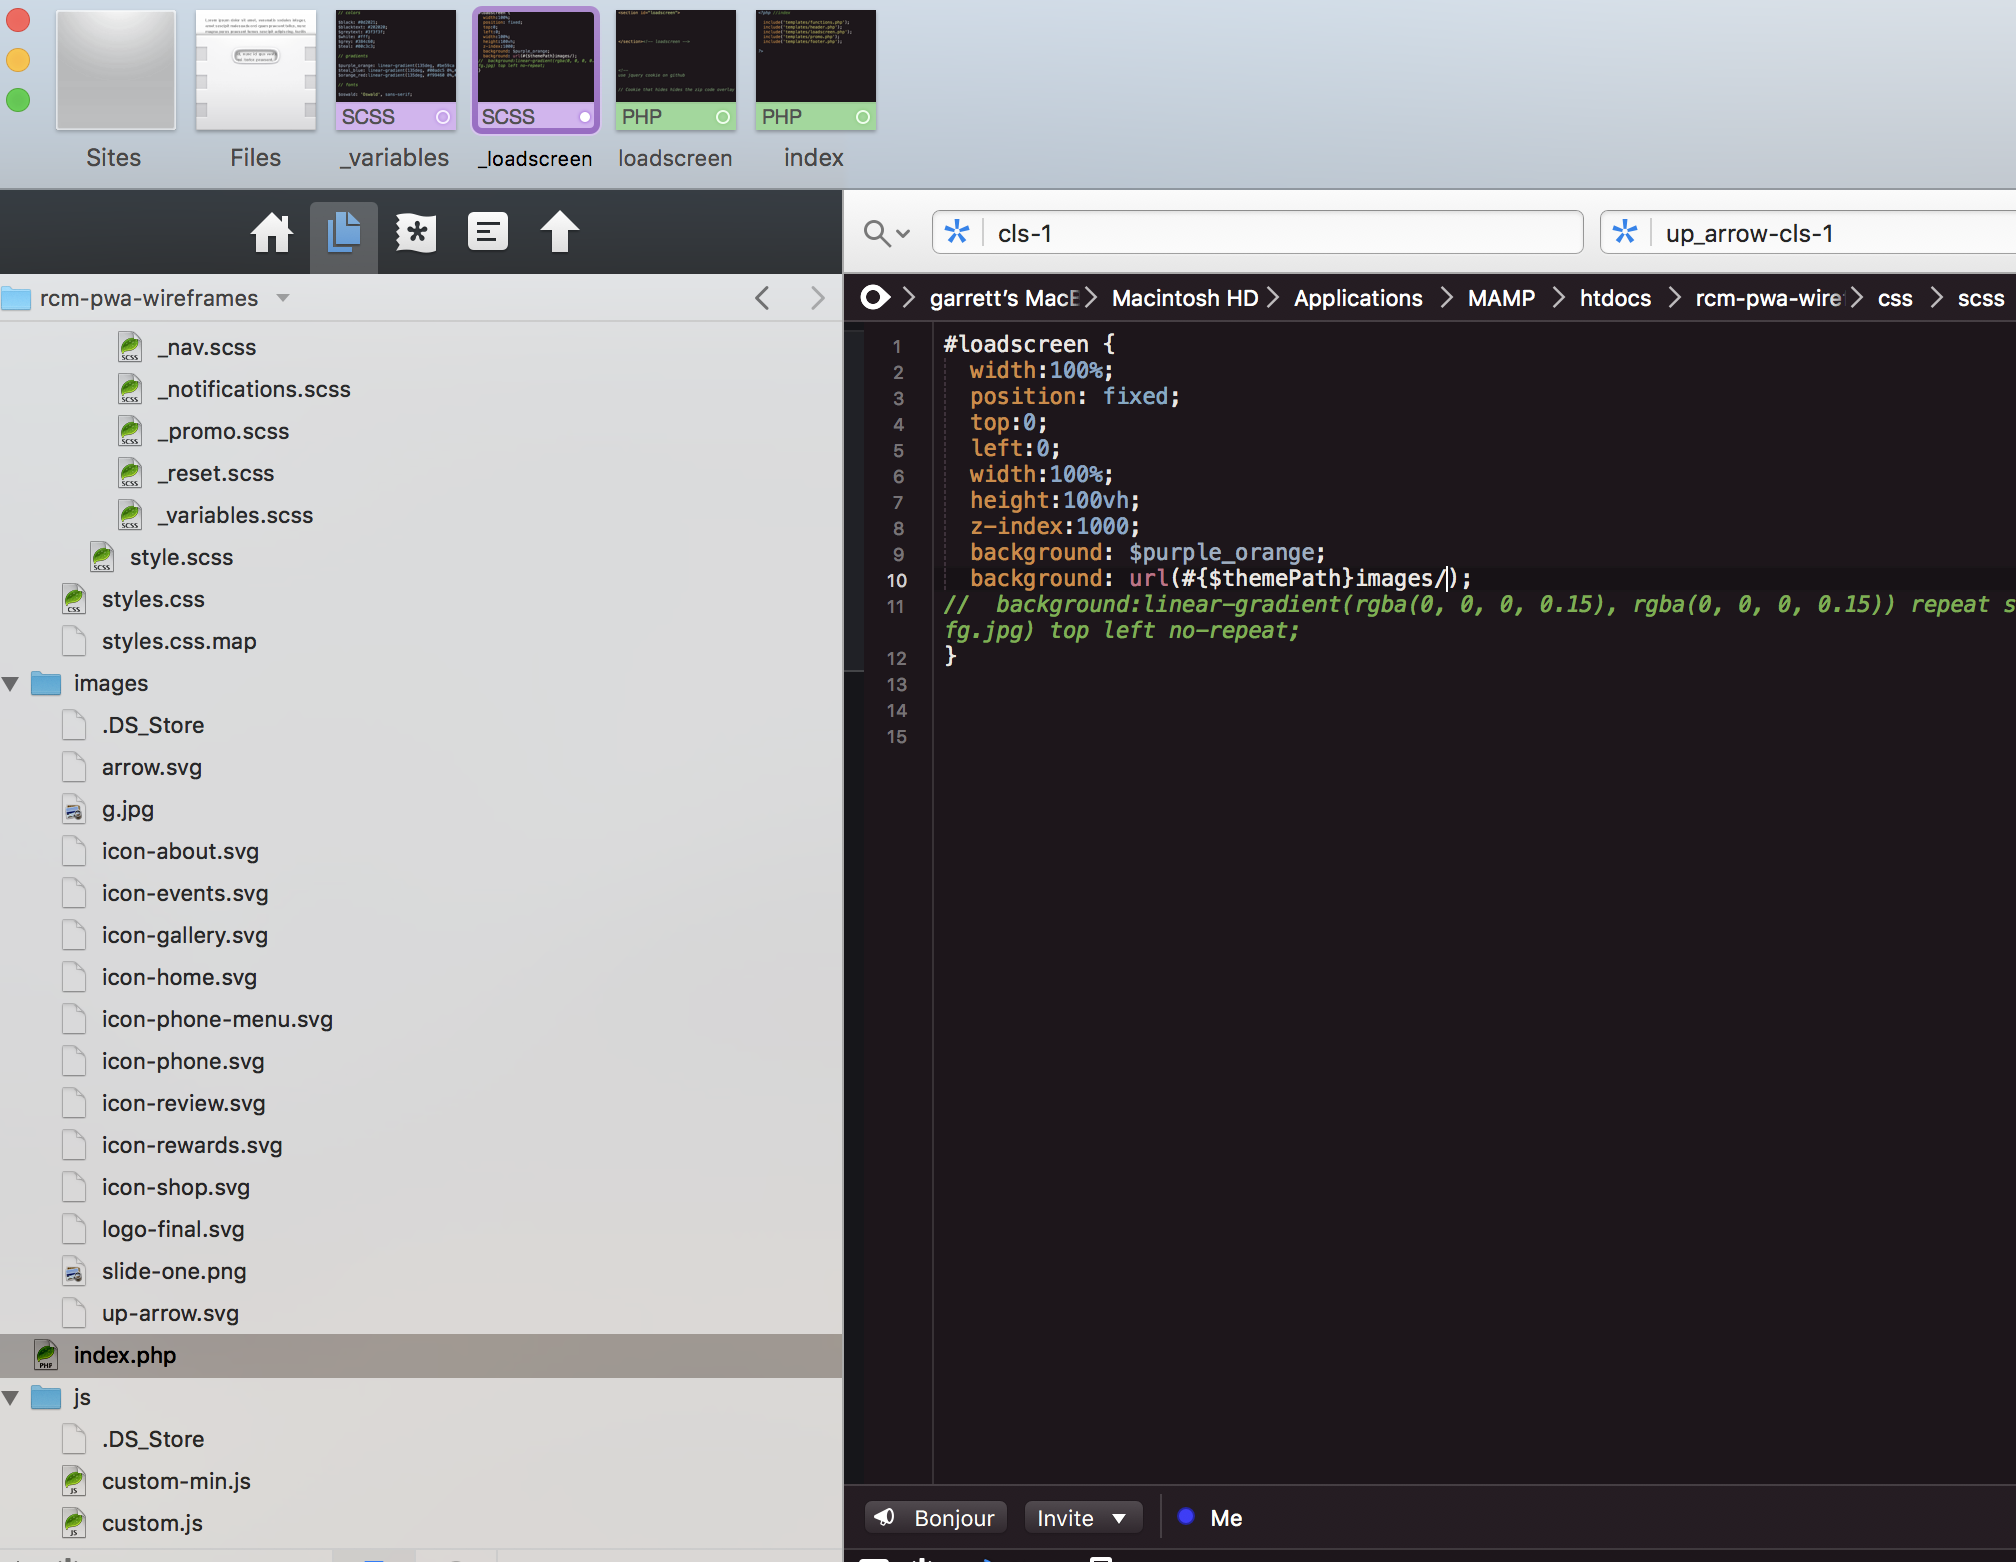 SCSS
SCSS
PHP
PHP
Sites
Files
_variables
_loadscreen
loadscreen
index
cls-1
up_arrow-cls-1
rcm-pwa-wireframes
garrett’s MacB
Macintosh HD
Applications
MAMP
htdocs
rcm-pwa-wire
css
scss
_nav.scss
_notifications.scss
_promo.scss
_reset.scss
_variables.scss
style.scss
styles.css
styles.css.map
images
.DS_Store
arrow.svg
g.jpg
icon-about.svg
icon-events.svg
icon-gallery.svg
icon-home.svg
icon-phone-menu.svg
icon-phone.svg
icon-review.svg
icon-rewards.svg
icon-shop.svg
logo-final.svg
slide-one.png
up-arrow.svg
index.php
js
.DS_Store
custom-min.js
custom.js
1 #loadscreen {
2 width:100%;
3 position: fixed;
4 top:0;
5 left:0;
6 width:100%;
7 height:100vh;
8 z-index:1000;
9 background: $purple_orange;
10 background: url(#{$themePath}images/);
11 // background:linear-gradient(rgba(0, 0, 0, 0.15), rgba(0, 0, 0, 0.15)) repeat s
fg.jpg) top left no-repeat;
12 }
13
14
15
Bonjour
Invite
Me